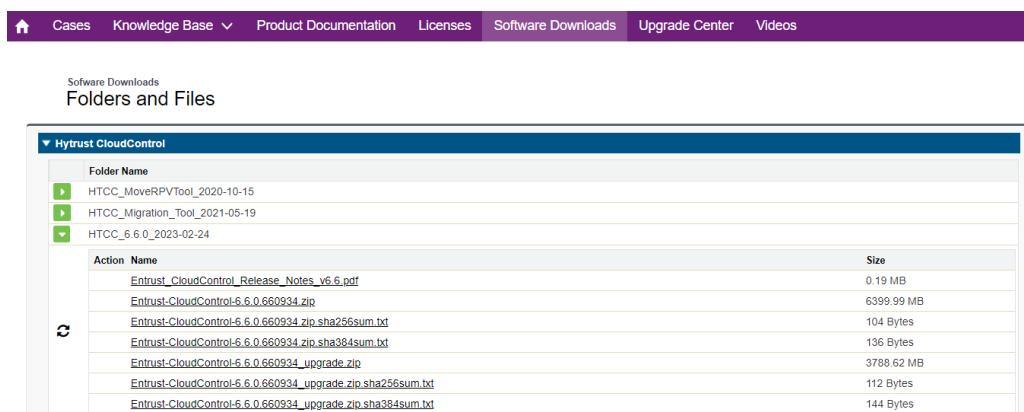 Cases Knowledge Base Product Documentation Licenses Software Downloads Upgrade Center Videos
Sofware Downloads
Folders and Files
Hytrust CloudControl
Folder Name
HTCC_MoveRPVTool_2020-10-15
HTCC_Migration_Tool_2021-05-19
HTCC_6.6.0_2023-02-24
Action Name Size
Entrust_CloudControl_Release_Notes_v6.6.pdf 0.19 MB
Entrust-CloudControl-6.6.0.660934.zip 6399.99 MB
Entrust-CloudControl-6.6.0.660934.zip.sha256sum.txt 104 Bytes
Entrust-CloudControl-6.6.0.660934.zip.sha384sum.txt 136 Bytes
Entrust-CloudControl-6.6.0.660934_upgrade.zip 3788.62 MB
Entrust-CloudControl-6.6.0.660934_upgrade.zip.sha256sum.txt 112 Bytes
Entrust-CloudControl-6.6.0.660934_upgrade.zip.sha384sum.txt 144 Bytes